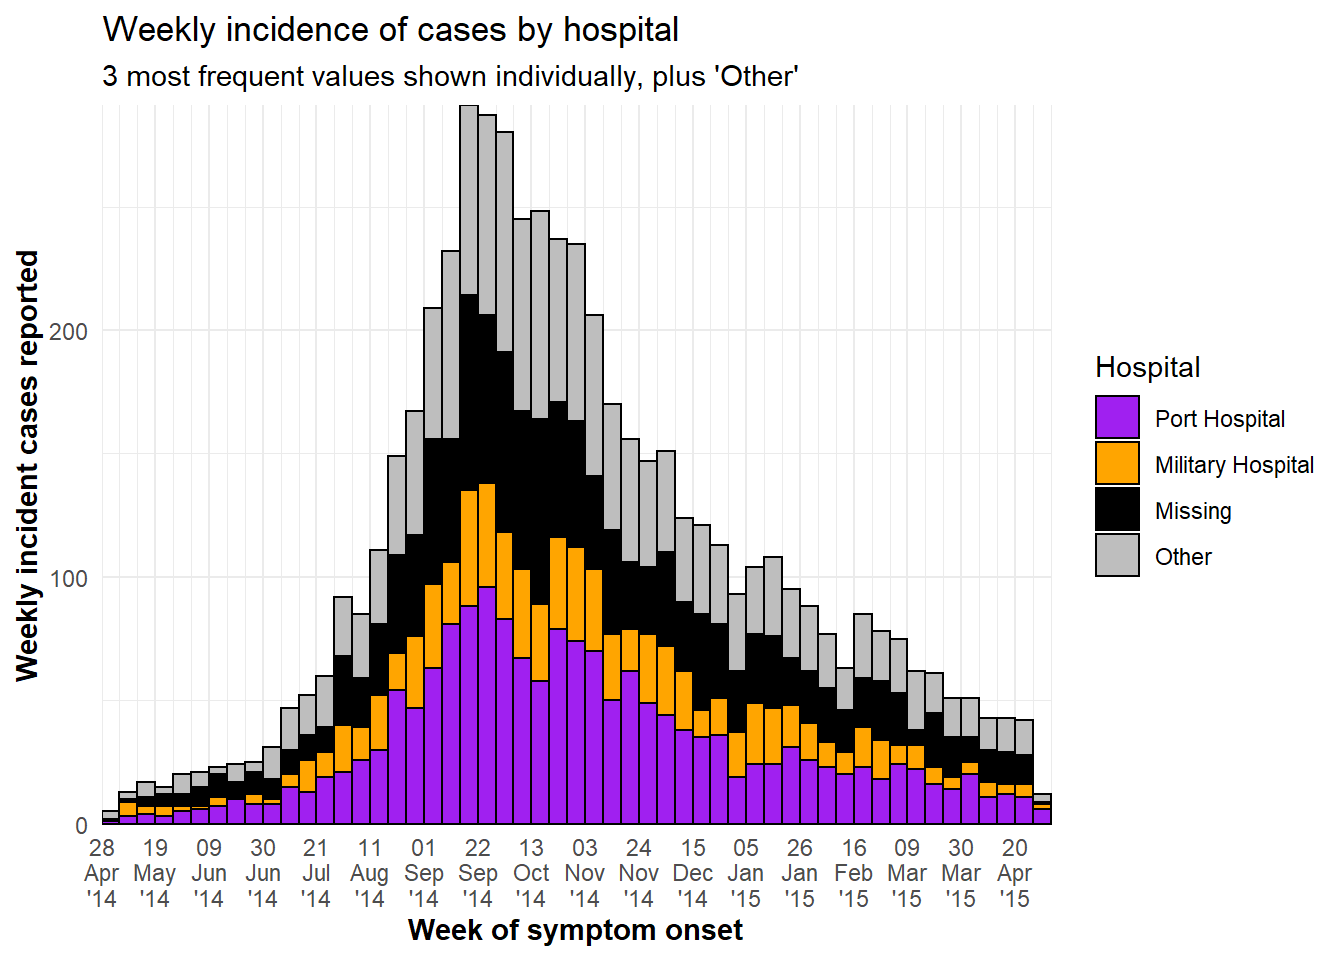 Weekly incidence of cases by hospital
3 most frequent values shown individually, plus 'Other'
Weekly incident cases reported
200
100
0
28 19 09 30 21 11 01 22 13 03 24 15 05 26 16 09 30 20
Apr May Jun Jun Jul Aug Sep Sep Oct Nov Nov Dec Jan Jan Feb Mar Mar Apr
'14 '14 '14 '14 '14 '14 '14 '14 '14 '14 '14 '14 '15 '15 '15 '15 '15 '15
Week of symptom onset
Hospital
Port Hospital
Military Hospital
Missing
Other